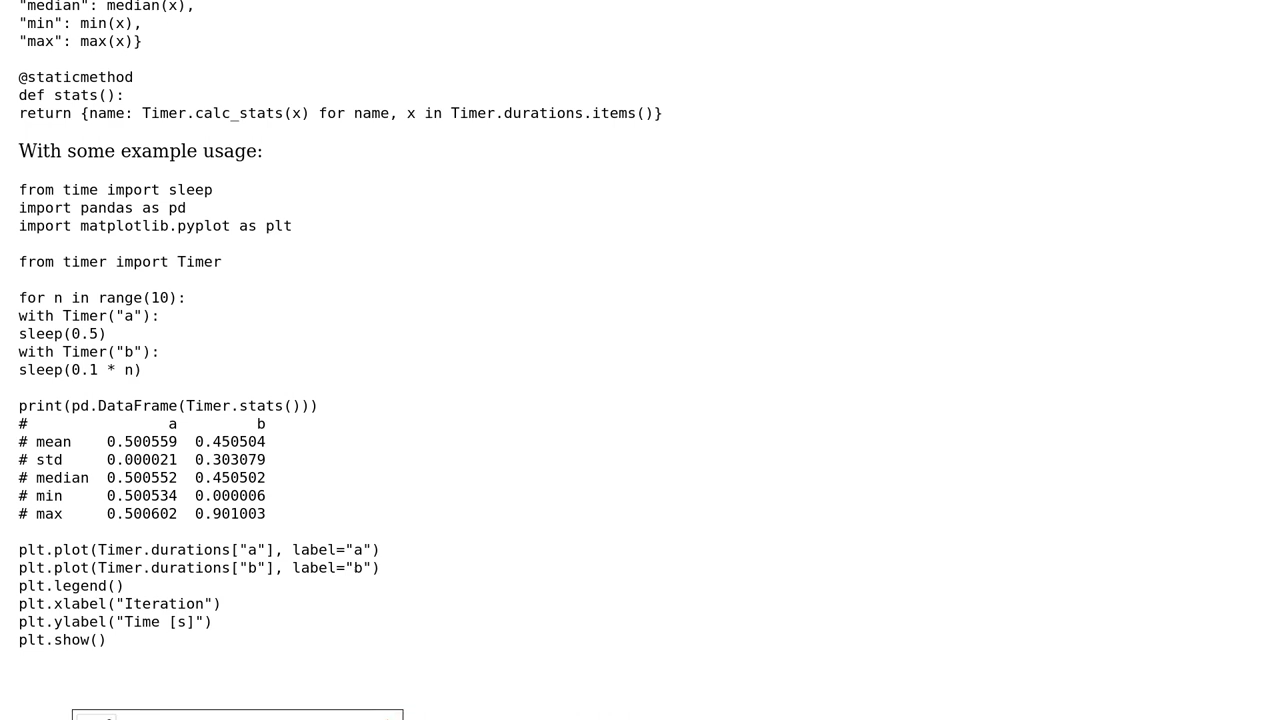 "median": median(x),
"min": min(x),
"max": max(x)}

@staticmethod
def stats():
return {name: Timer.calc_stats(x) for name, x in Timer.durations.items()}

With some example usage:

from time import sleep
import pandas as pd
import matplotlib.pyplot as plt

from timer import Timer

for n in range(10):
with Timer("a"):
sleep(0.5)
with Timer("b"):
sleep(0.1 * n)

print(pd.DataFrame(Timer.stats()))
#                a         b
# mean    0.500559  0.450504
# std     0.000021  0.303079
# median  0.500552  0.450502
# min     0.500534  0.000006
# max     0.500602  0.901003

plt.plot(Timer.durations["a"], label="a")
plt.plot(Timer.durations["b"], label="b")
plt.legend()
plt.xlabel("Iteration")
plt.ylabel("Time [s]")
plt.show()